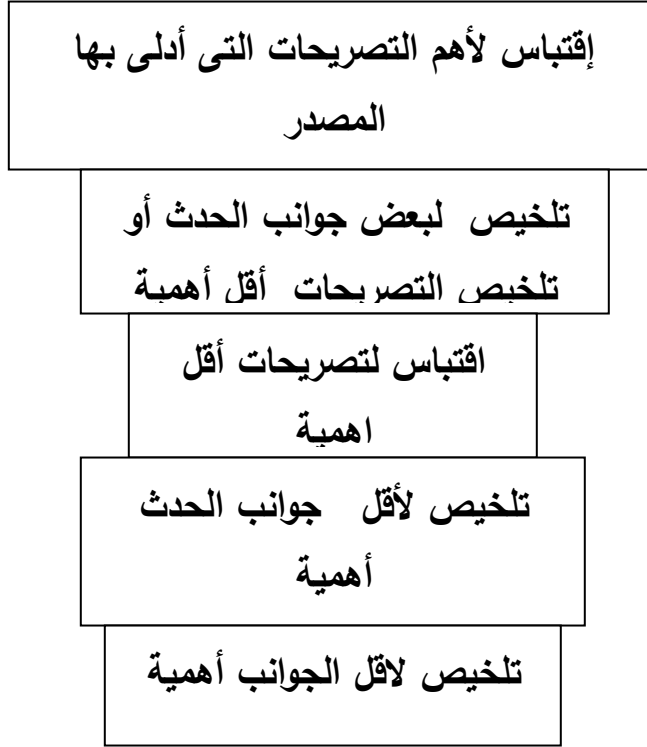 إقتباس لأهم التصريحات التى أدلى بها
المصدر
تلخيص لبعض جوانب الحدث أو
تلخيص التصريحات أقل أهمية
اقتباس لتصريحات أقل
اهمية
تلخيص لأقل جوانب الحدث
أهمية
تلخيص لاقل الجوانب أهمية